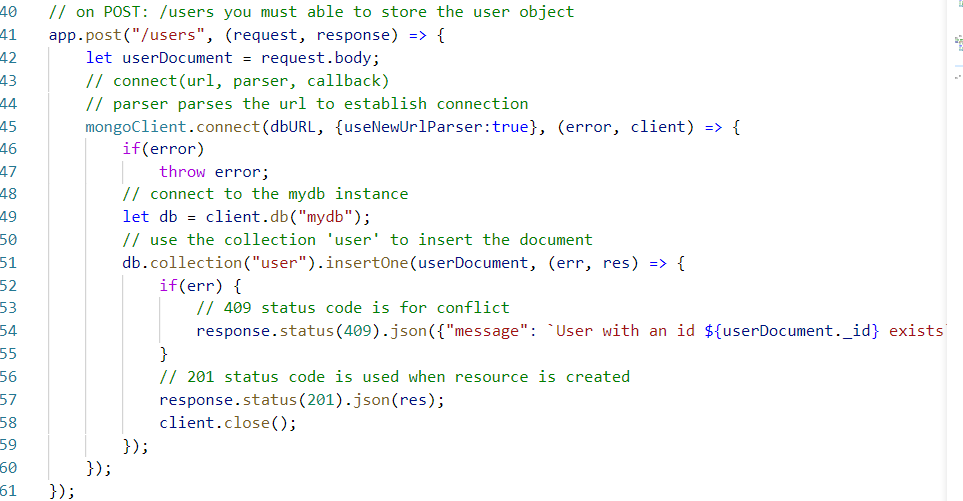 40 // on POST: /users you must able to store the user object
41 app.post("/users", (request, response) => {
42 let userDocument = request.body;
43 // connect(url, parser, callback)
44 // parser parses the url to establish connection
45 mongoClient.connect(dbURL, {useNewUrlParser:true}, (error, client) => {
46 if(error)
47 throw error;
48 // connect to the mydb instance
49 let db = client.db("mydb");
50 // use the collection 'user' to insert the document
51 db.collection("user").insertOne(userDocument, (err, res) => {
52 if(err) {
53 // 409 status code is for conflict
54 response.status(409).json({"message": `User with an id ${userDocument._id} exists`
55 }
56 // 201 status code is used when resource is created
57 response.status(201).json(res);
58 client.close();
59 });
60 });
61 });